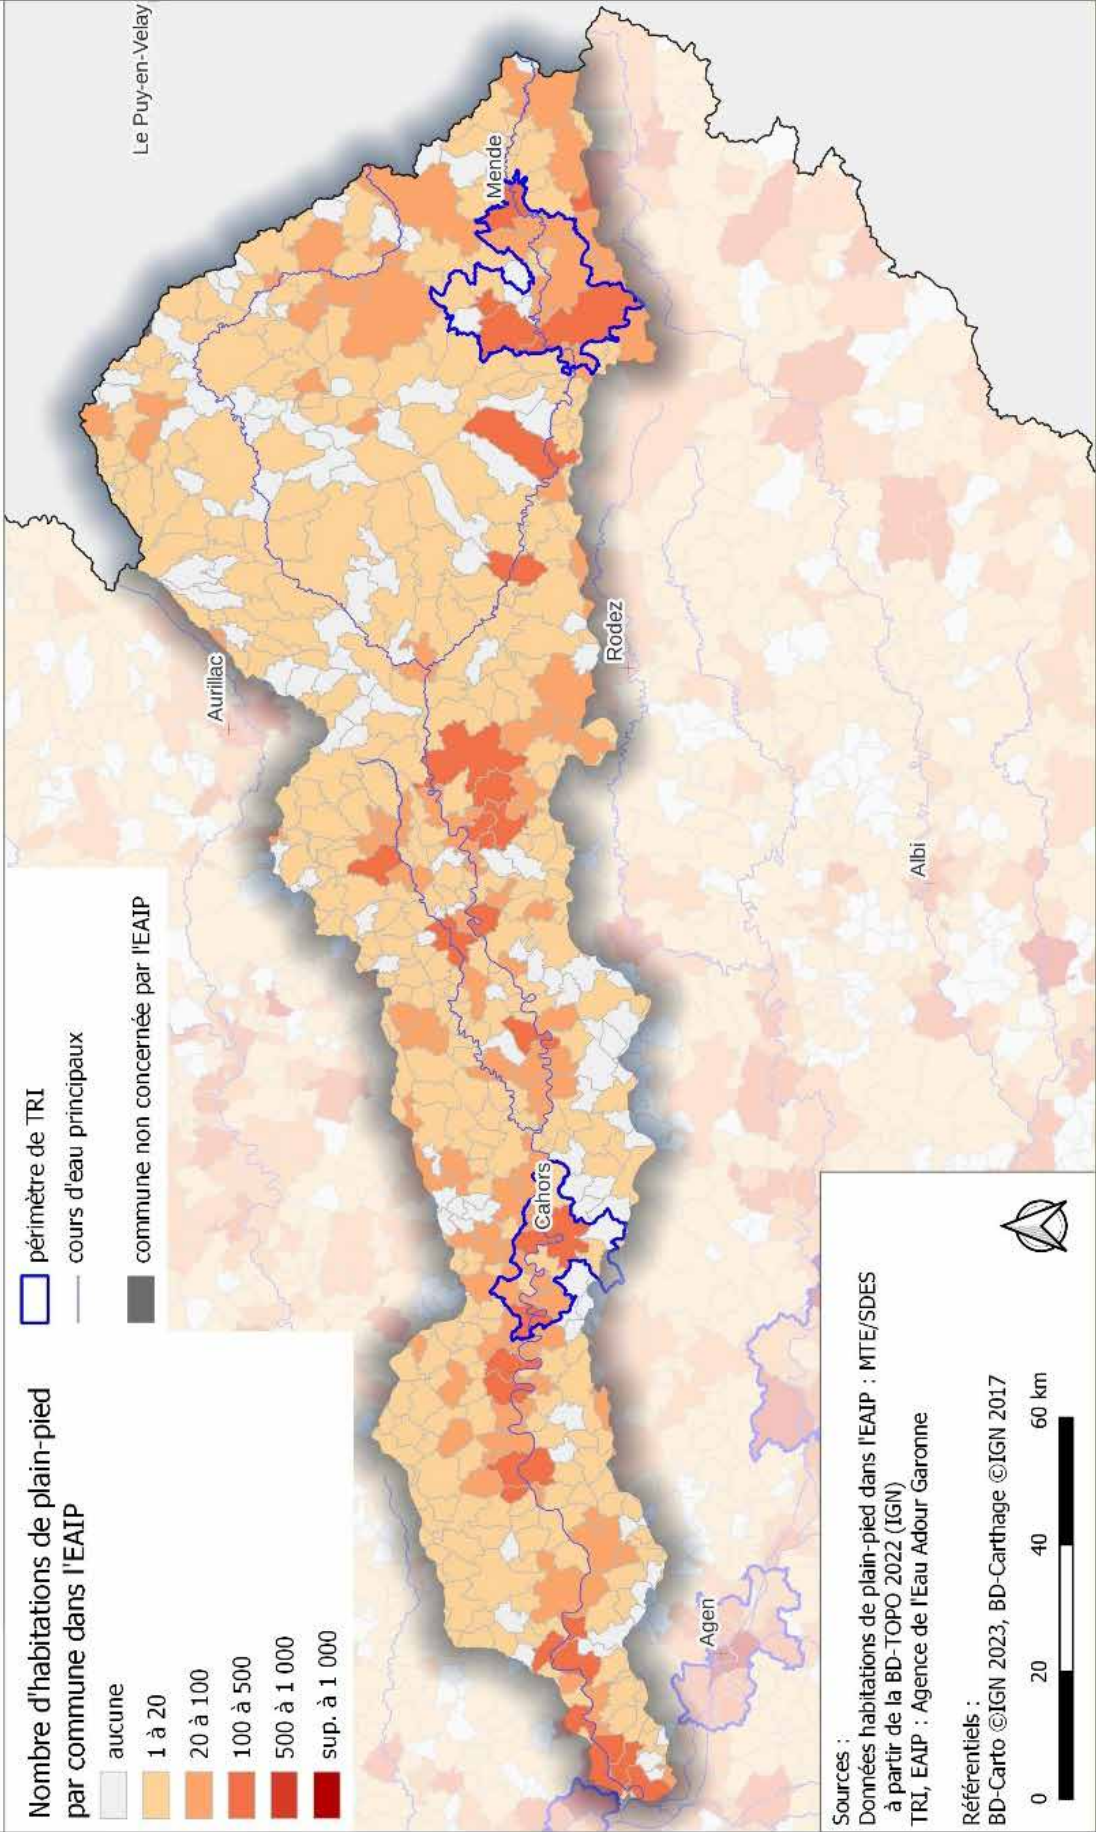 Nombre d'habitations de plain-pied
par commune dans l'EAIP
aucune
1 à 20
20 à 100
100 à 500
500 à 1 000
sup. à 1 000
périmètre de TRI
cours d'eau principaux
commune non concernée par l'EAIP
Le Puy-en-Velay
Aurillac
Mende
Rodez
Cahors
Albi
Agen
Sources :
Données habitations de plain-pied dans l'EAIP : MTE/SDES
à partir de la BD-TOPO 2022 (IGN)
TRI, EAIP : Agence de l'Eau Adour Garonne
Référentiels :
BD-Carto ©IGN 2023, BD-Carthage ©IGN 2017
0 20 40 60 km